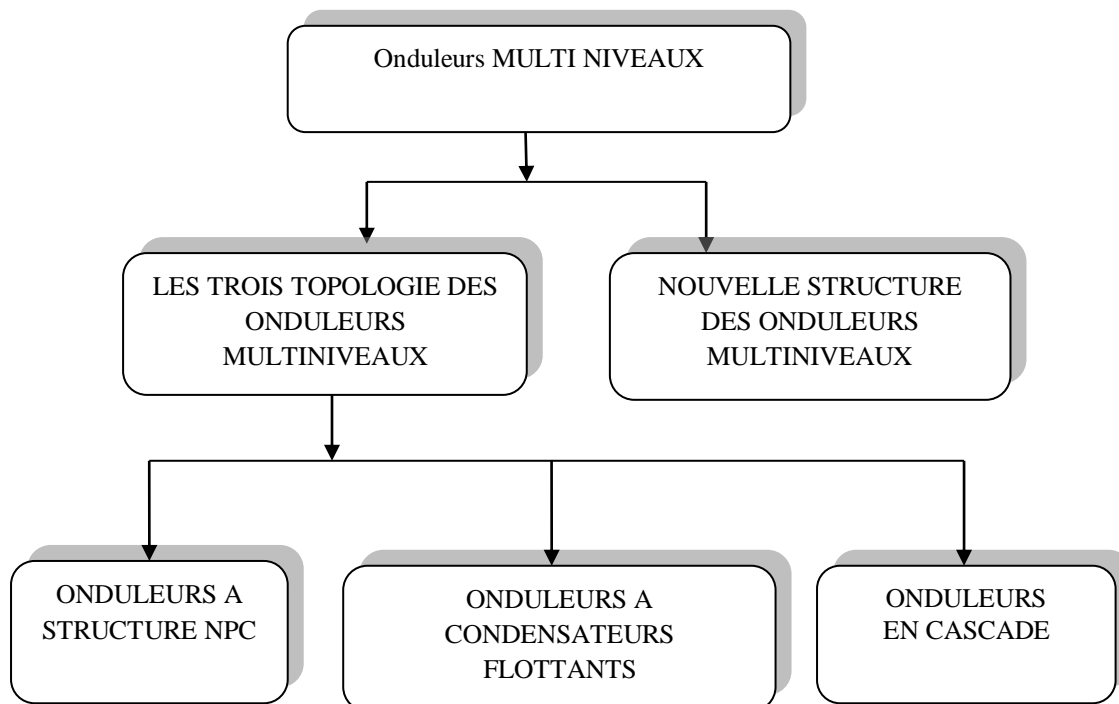 Onduleurs MULTI NIVEAUX
LES TROIS TOPOLOGIE DES
ONDULEURS
MULTINIVEAUX
NOUVELLE STRUCTURE
DES ONDULEURS
MULTINIVEAUX
ONDULEURS A
STRUCTURE NPC
ONDULEURS A
CONDENSATEURS
FLOTTANTS
ONDULEURS
EN CASCADE